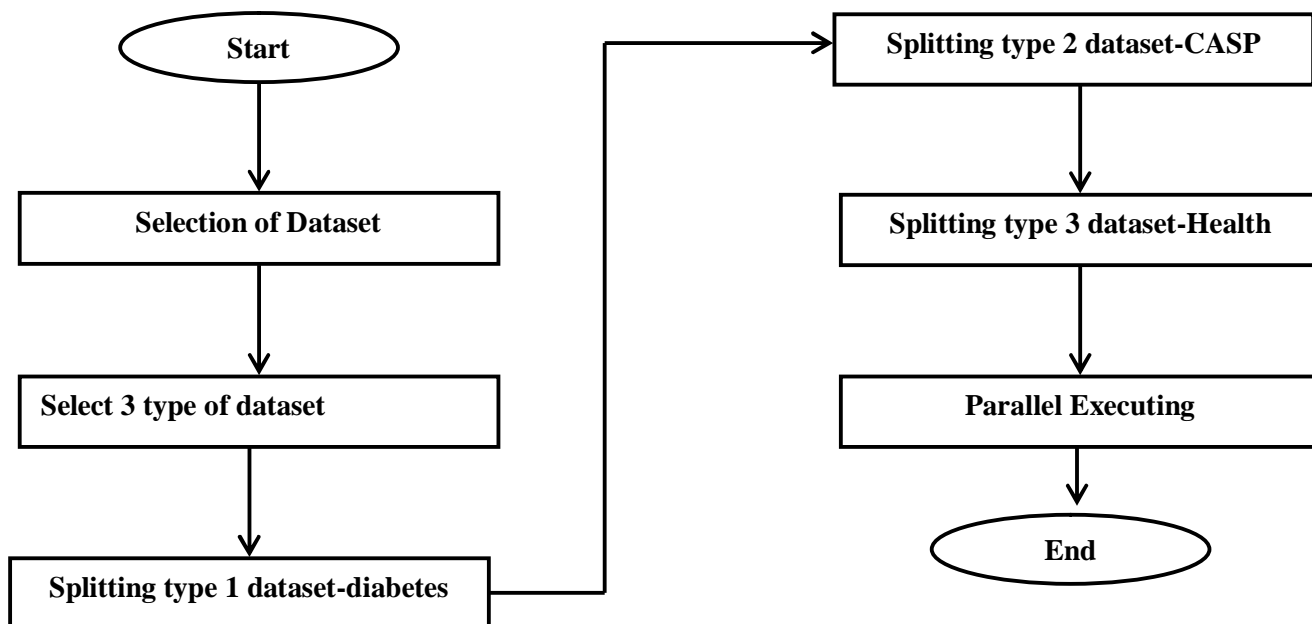 Start
Selection of Dataset
Select 3 type of dataset
Splitting type 1 dataset-diabetes
Splitting type 2 dataset-CASP
Splitting type 3 dataset-Health
Parallel Executing
End